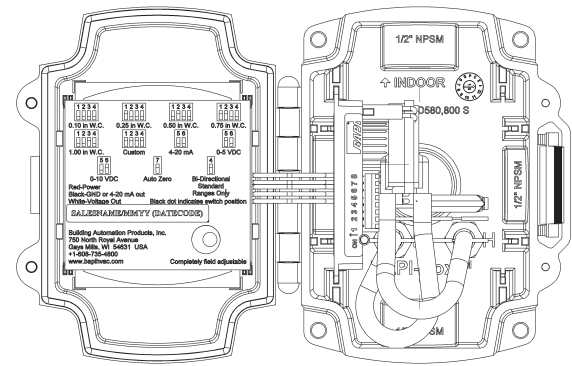 1 2 3 4
1 2 3 4
1 2 3 4
1 2 3 4
0.10 in W.C.
0.25 in W.C.
0.50 in W.C.
0.75 in W.C.
1 2 3 4
1 2 3 4
5 6
5 6
1.00 in W.C.
Custom
4-20 mA
0-5 VDC
5 6
7
4
0-10 VDC
Auto Zero
Bi-Directional
Standard
Ranges Only
Red-Power
Black-GND or 4-20 mA out
White-Voltage Out
Black dot indicates switch position
SALESNAME/MMYY (DATECODE)
Building Automation Products, Inc.
750 North Royal Avenue
Gays Mills, WI 54631 USA
+1-608-735-4800
www.bapihvac.com
Completely field adjustable
1/2" NPSM
INDOOR
D580,800 S
BAPI
ON 1 2 3 4 5 6 7 8
1/2" NPSM